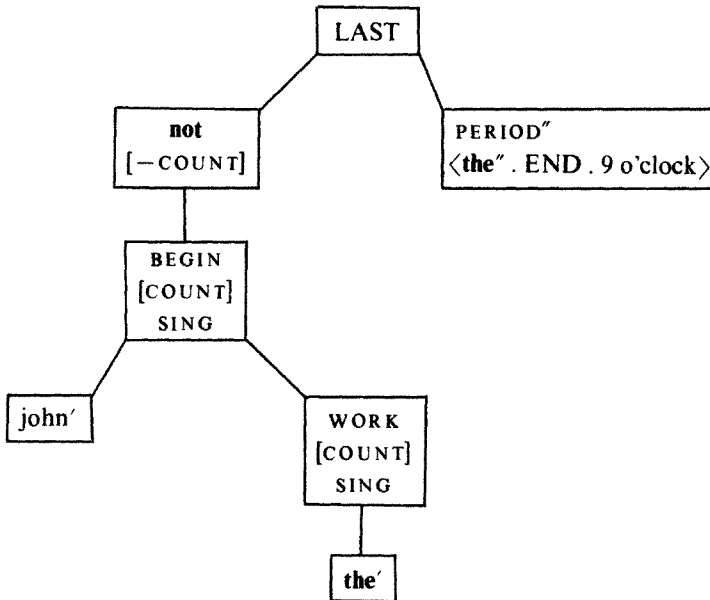 LAST
not
[−COUNT]
PERIOD″
⟨the″ . END . 9 o'clock⟩
BEGIN
[COUNT]
SING
john′
WORK
[COUNT]
SING
the′